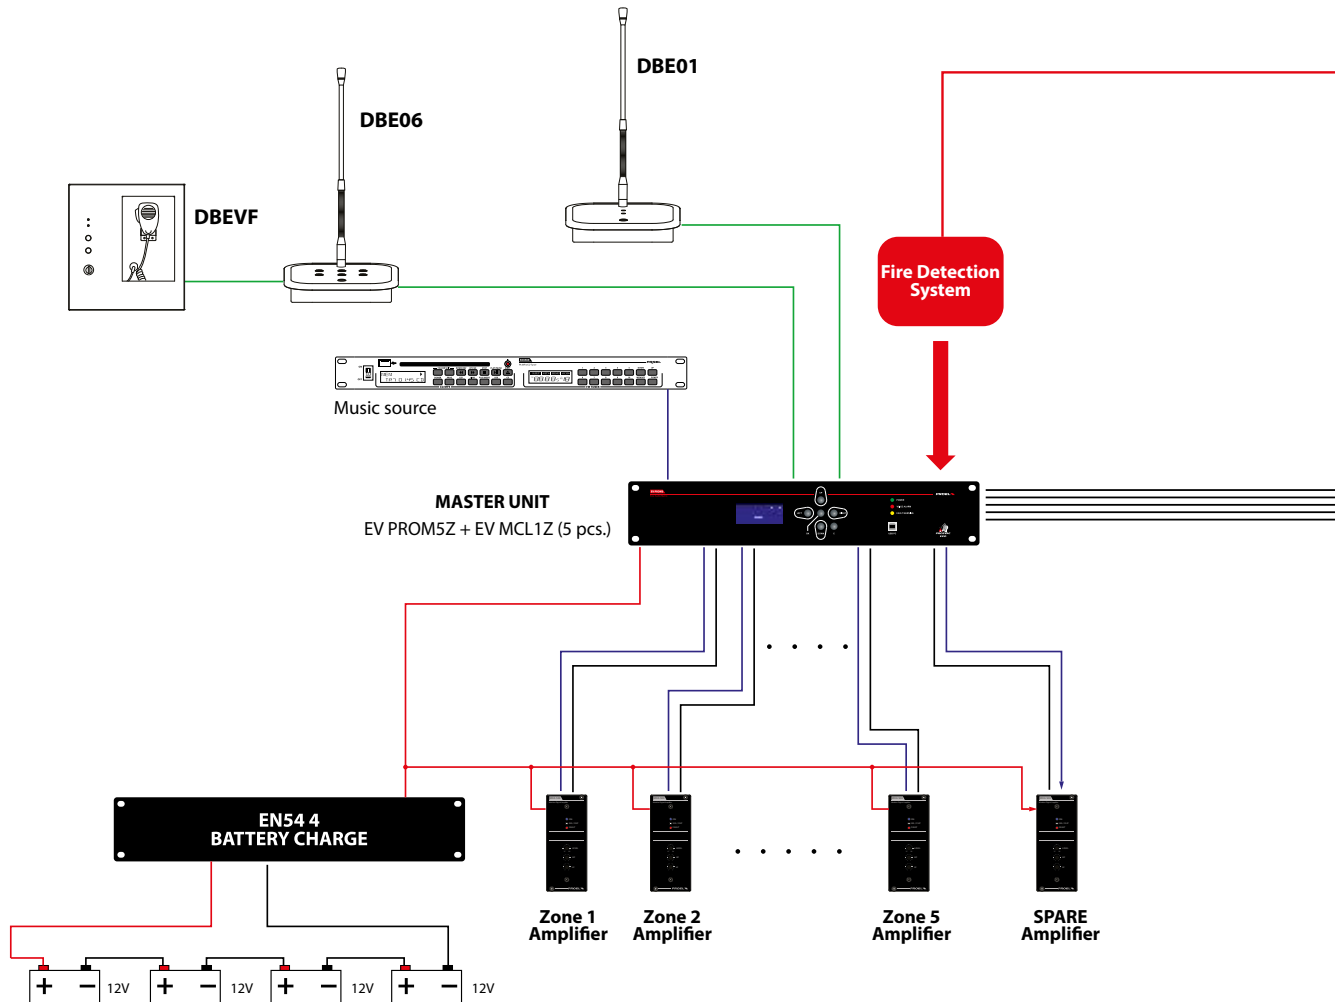 DBE01
DBE06
DBEVF
Fire Detection
System
Music source
MASTER UNIT
EV PROM5Z + EV MCL1Z (5 pcs.)
PROEL
EN54 4
BATTERY CHARGE
Zone 1
Amplifier
Zone 2
Amplifier
Zone 5
Amplifier
SPARE
Amplifier
+ − 12V
+ − 12V
+ − 12V
+ − 12V